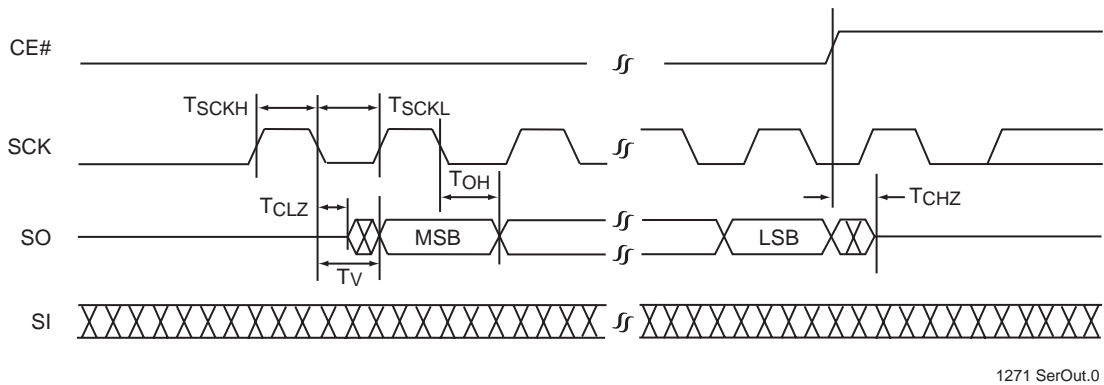 CE#
TSCKH
TSCKL
SCK
TOH
TCLZ
TCHZ
SO
MSB
LSB
TV
SI
1271 SerOut.0